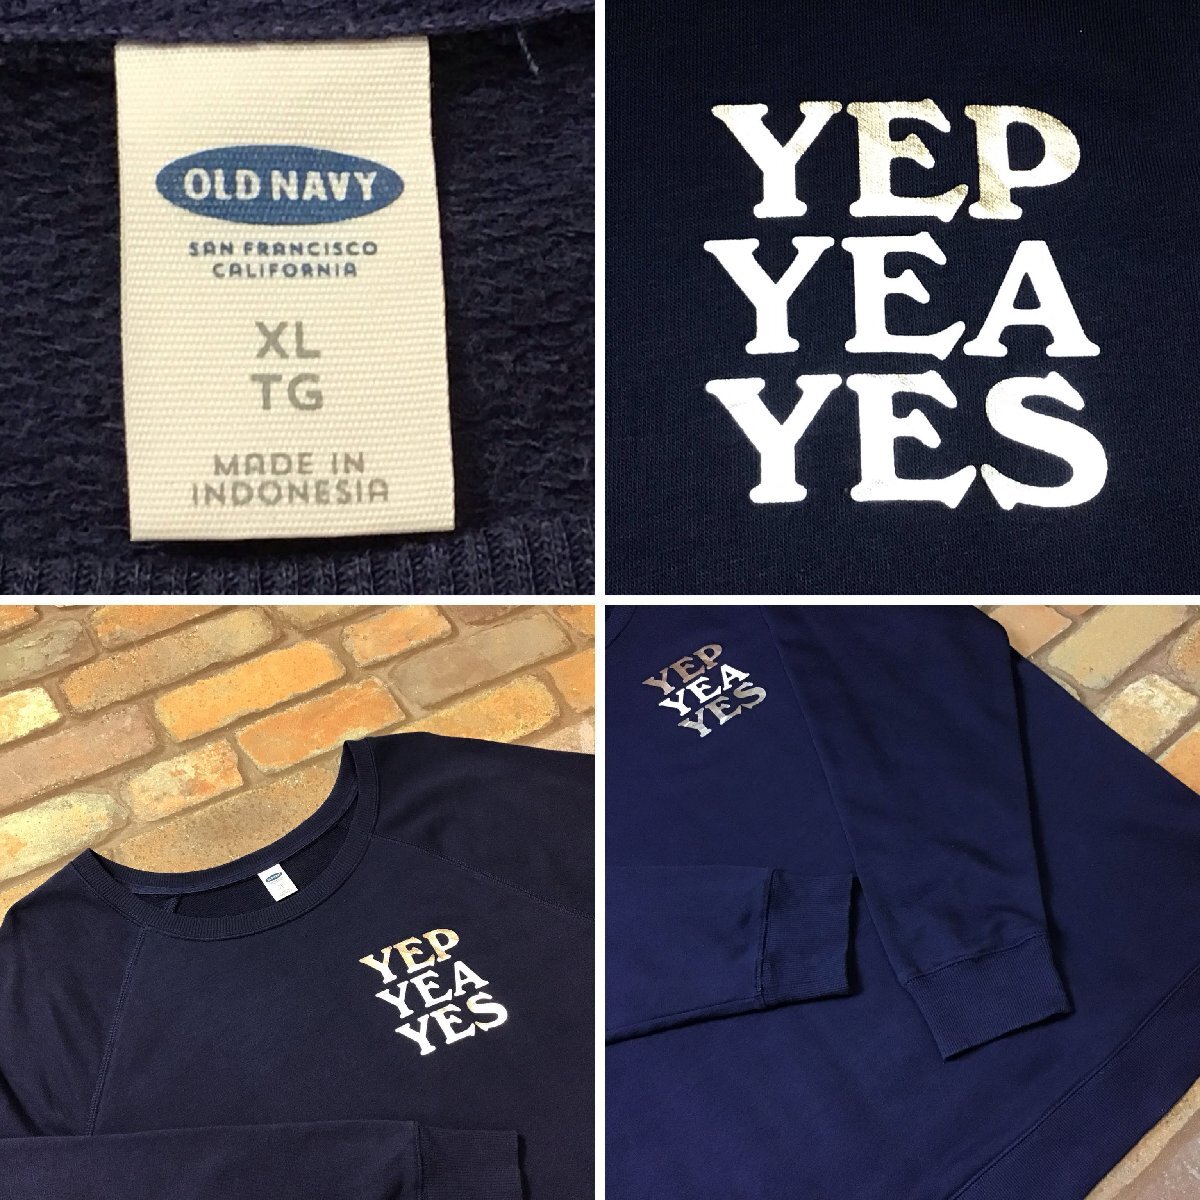 OLD NAVY
SAN FRANCISCO
CALIFORNIA
XL
TG
MADE IN
INDONESIA
YEP
YEA
YES
YEP
YEA
YES
YEP
YEA
YES